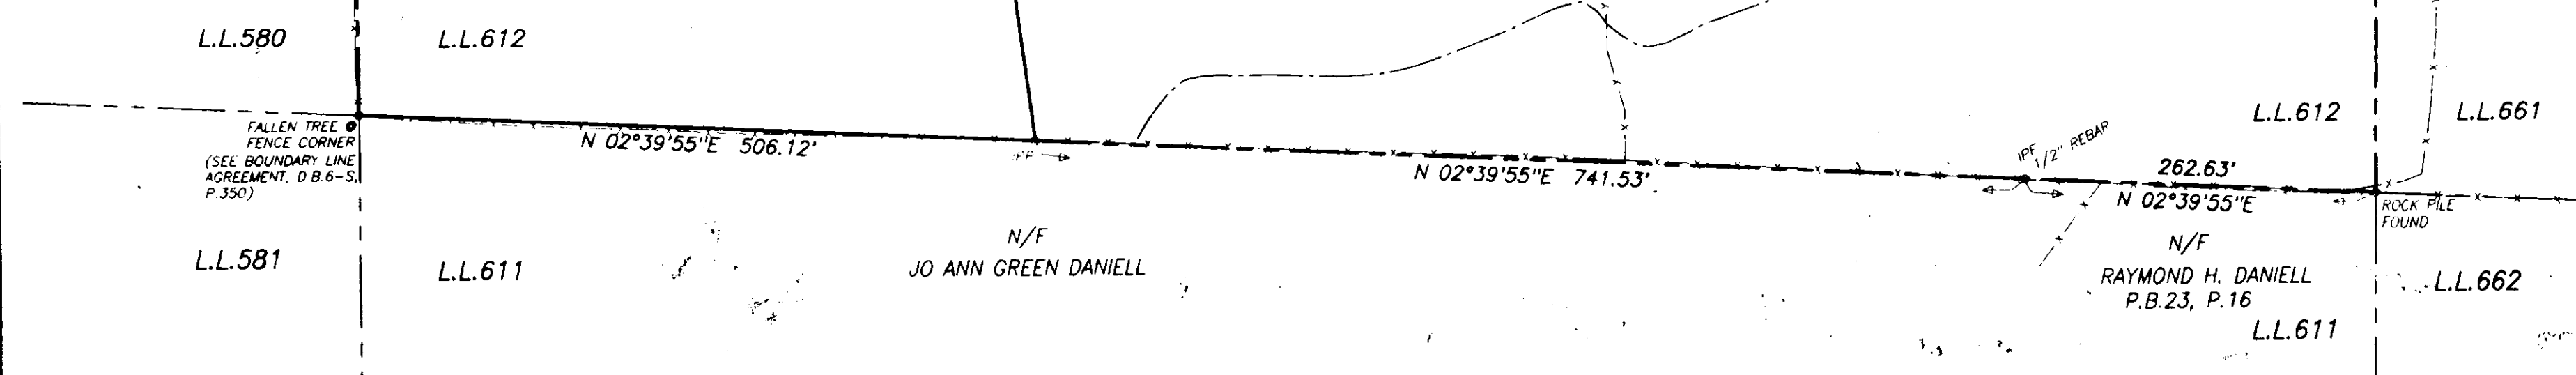 L.L.580
L.L.612
L.L.612
L.L.661
FALLEN TREE @
FENCE CORNER
(SEE BOUNDARY LINE
AGREEMENT, D.B.6-S,
P.350)
N 02°39'55"E 506.12'
N 02°39'55"E 741.53'
IPF 1/2" REBAR
262.63'
N 02°39'55"E
ROCK PILE
FOUND
L.L.581
L.L.611
N/F
JO ANN GREEN DANIELL
N/F
RAYMOND H. DANIELL
P.B.23, P.16
L.L.662
L.L.611